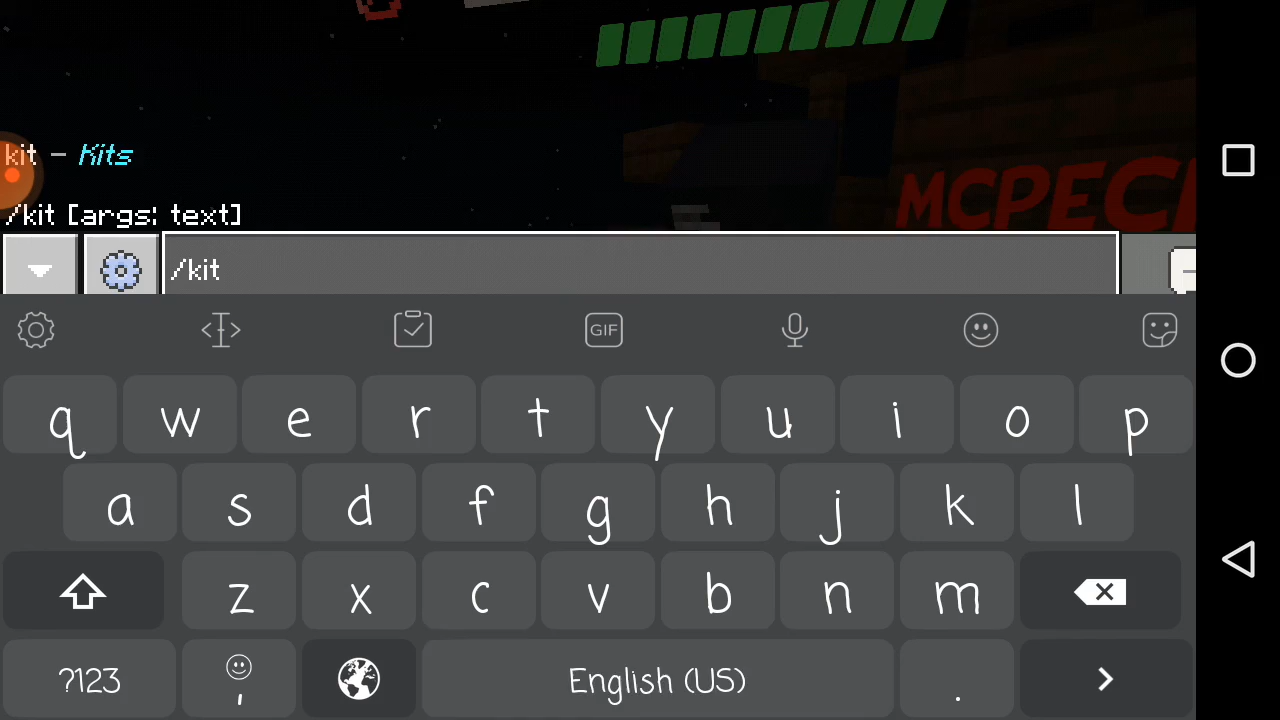 kit - Kits
MCPEC
/kit [args: text]
/kit
GIF
q w e r t y u i o p
a s d f g h j k l
z x c v b n m
?123 , English (US) . >